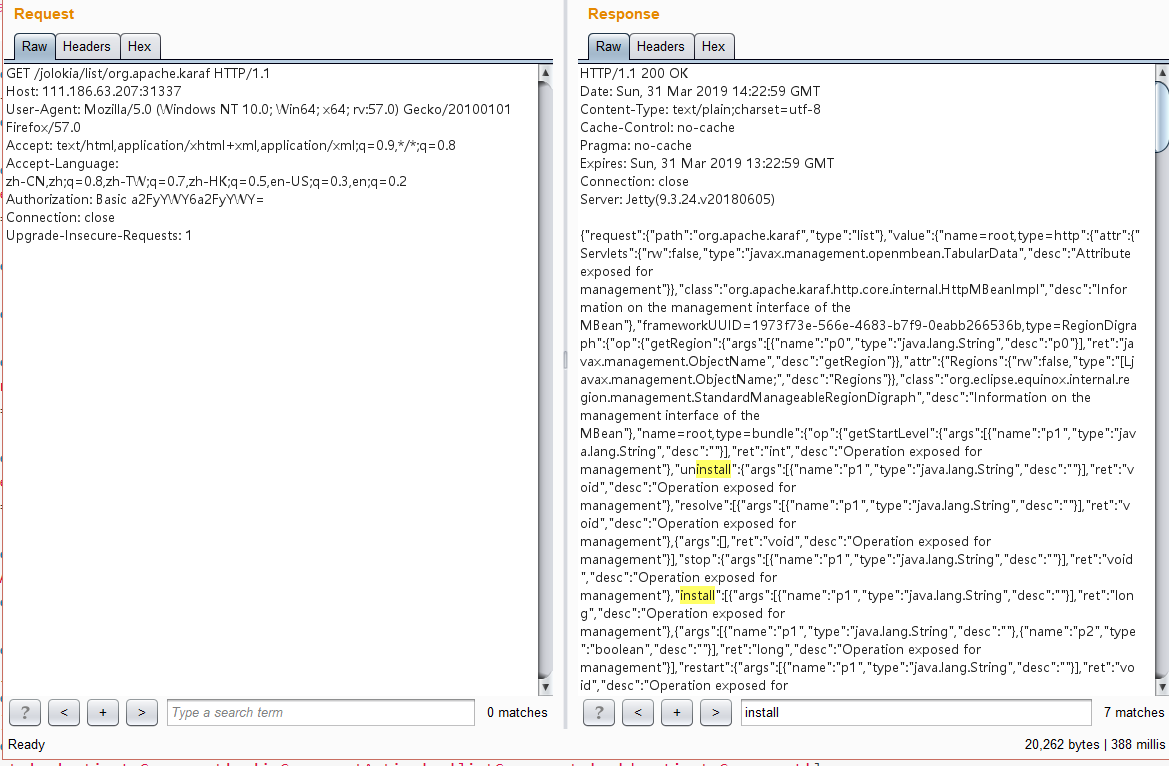 Request
Raw
Headers
Hex
GET /jolokia/list/org.apache.karaf HTTP/1.1
Host: 111.186.63.207:31337
User-Agent: Mozilla/5.0 (Windows NT 10.0; Win64; x64; rv:57.0) Gecko/20100101
Firefox/57.0
Accept: text/html,application/xhtml+xml,application/xml;q=0.9,*/*;q=0.8
Accept-Language:
zh-CN,zh;q=0.8,zh-TW;q=0.7,zh-HK;q=0.5,en-US;q=0.3,en;q=0.2
Authorization: Basic a2FyYWY6a2FyYWY=
Connection: close
Upgrade-Insecure-Requests: 1
?
<
+
>
Type a search term
0 matches
Response
Raw
Headers
Hex
HTTP/1.1 200 OK
Date: Sun, 31 Mar 2019 14:22:59 GMT
Content-Type: text/plain;charset=utf-8
Cache-Control: no-cache
Pragma: no-cache
Expires: Sun, 31 Mar 2019 13:22:59 GMT
Connection: close
Server: Jetty(9.3.24.v20180605)
{"request":{"path":"org.apache.karaf","type":"list"},"value":{"name=root,type=http":{"attr":{"
Servlets":{"rw":false,"type":"javax.management.openmbean.TabularData","desc":"Attribute
exposed for
management"}},"class":"org.apache.karaf.http.core.internal.HttpMBeanImpl","desc":"Infor
mation on the management interface of the
MBean"},"frameworkUUID=1973f73e-566e-4683-b7f9-0eabb266536b,type=RegionDigra
ph":{"op":{"getRegion":{"args":[{"name":"p0","type":"java.lang.String","desc":"p0"}],"ret":"ja
vax.management.ObjectName","desc":"getRegion"}},"attr":{"Regions":{"rw":false,"type":"[Lj
avax.management.ObjectName;","desc":"Regions"}},"class":"org.eclipse.equinox.internal.re
gion.management.StandardManageableRegionDigraph","desc":"Information on the
management interface of the
MBean"},"name=root,type=bundle":{"op":{"getStartLevel":{"args":[{"name":"p1","type":"jav
a.lang.String","desc":""}],"ret":"int","desc":"Operation exposed for
management"},"uninstall":{"args":[{"name":"p1","type":"java.lang.String","desc":""}],"ret":"v
oid","desc":"Operation exposed for
management"},"resolve":[{"args":[{"name":"p1","type":"java.lang.String","desc":""}],"ret":"v
oid","desc":"Operation exposed for
management"},{"args":[],"ret":"void","desc":"Operation exposed for
management"}],"stop":{"args":[{"name":"p1","type":"java.lang.String","desc":""}],"ret":"void
","desc":"Operation exposed for
management"},"install":[{"args":[{"name":"p1","type":"java.lang.String","desc":""}],"ret":"lon
g","desc":"Operation exposed for
management"},{"args":[{"name":"p1","type":"java.lang.String","desc":""},{"name":"p2","type
":"boolean","desc":""}],"ret":"long","desc":"Operation exposed for
management"}],"restart":{"args":[{"name":"p1","type":"java.lang.String","desc":""}],"ret":"vo
id","desc":"Operation exposed for
?
<
+
>
install
7 matches
Ready
20,262 bytes | 388 millis